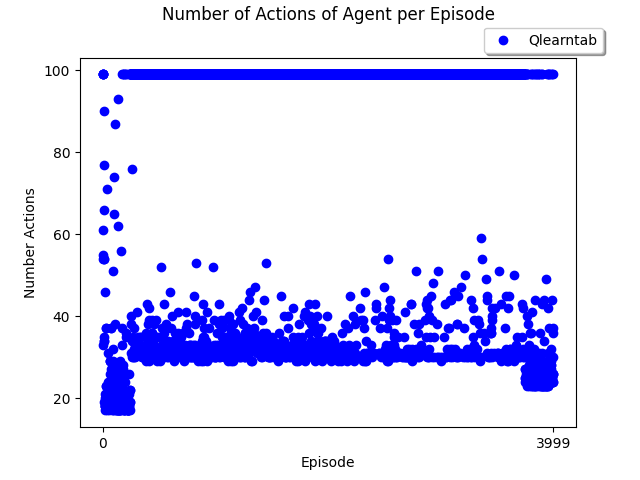 Number of Actions of Agent per Episode
Qlearntab
100
80
60
40
20
Number Actions
0
3999
Episode